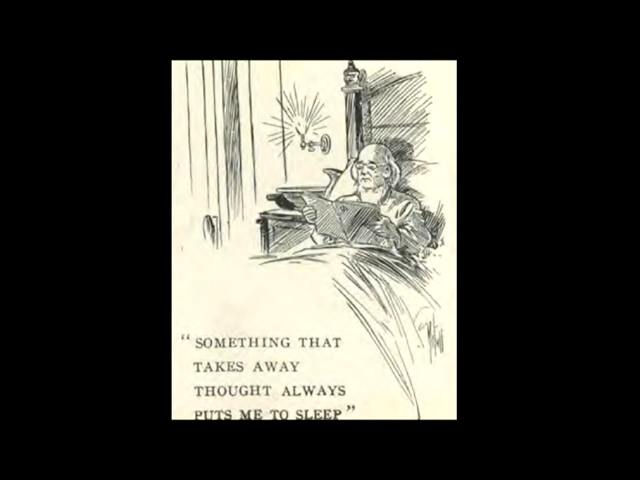 “SOMETHING THAT
TAKES AWAY
THOUGHT ALWAYS
PUTS ME TO SLEEP”